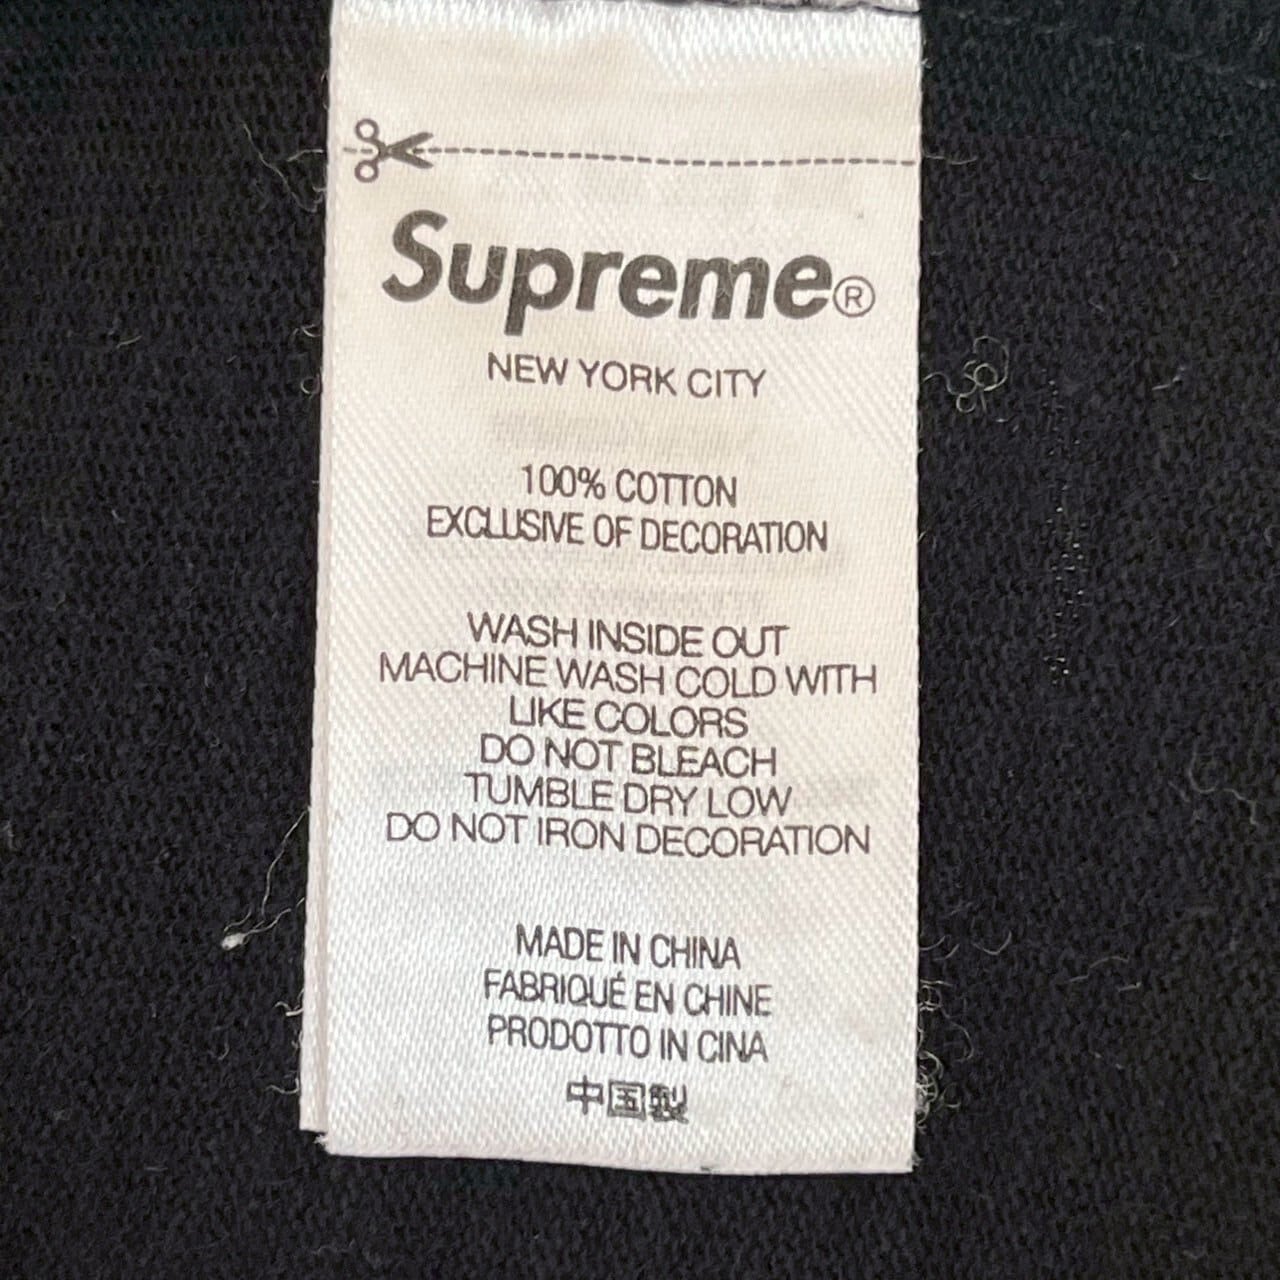 Supreme®
NEW YORK CITY
100% COTTON
EXCLUSIVE OF DECORATION
WASH INSIDE OUT
MACHINE WASH COLD WITH
LIKE COLORS
DO NOT BLEACH
TUMBLE DRY LOW
DO NOT IRON DECORATION
MADE IN CHINA
FABRIQUÉ EN CHINE
PRODOTTO IN CINA
中国製